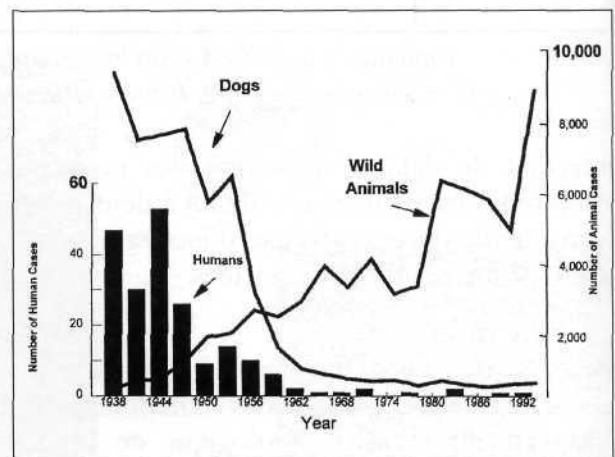 10,000
Dogs
8,000
Wild
Animals
60
6,000
40
Humans
4,000
20
2,000
0
1938 1944 1950 1956 1962 1968 1974 1980 1986 1992
Year
Number of Human Cases
Number of Animal Cases